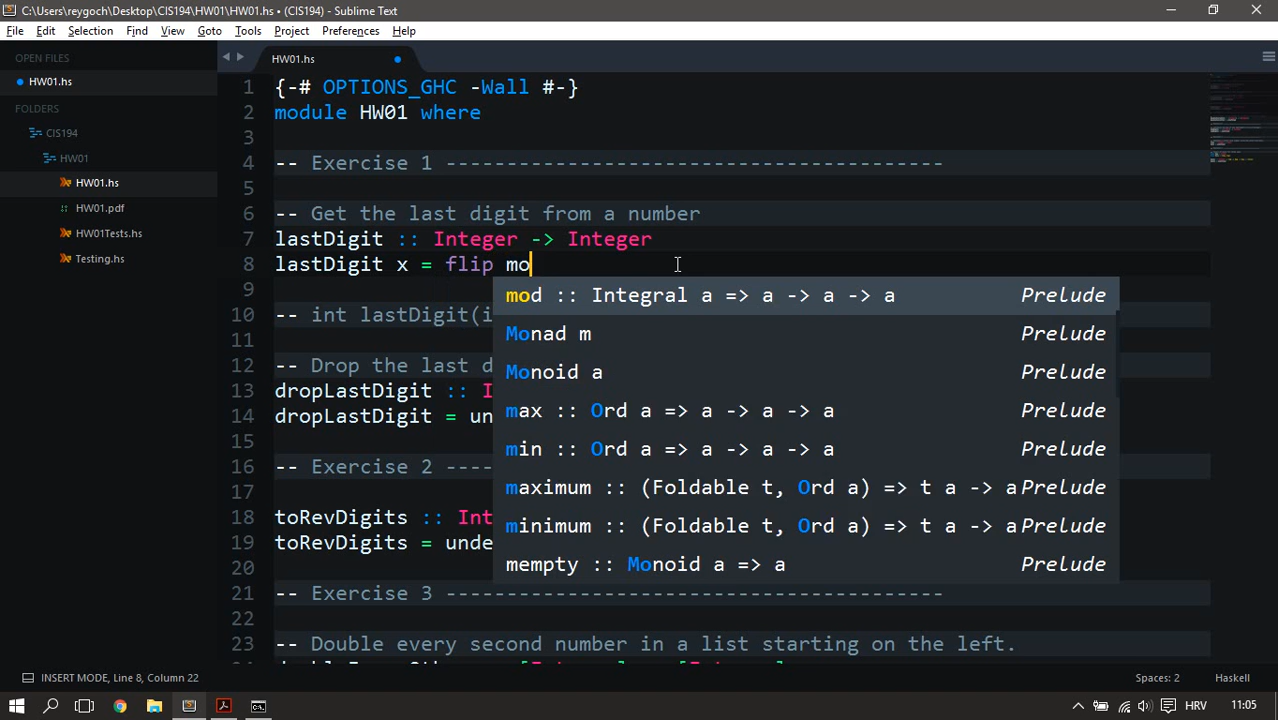 C:\Users\reygoch\Desktop\CIS194\HW01\HW01.hs • (CIS194) - Sublime Text
File Edit Selection Find View Goto Tools Project Preferences Help
OPEN FILES
HW01.hs
FOLDERS
CIS194
HW01
HW01.hs
HW01.pdf
HW01Tests.hs
Testing.hs
HW01.hs
1 {-# OPTIONS_GHC -Wall #-}
2 module HW01 where
3
4 -- Exercise 1 -----------------------------------------
5
6 -- Get the last digit from a number
7 lastDigit :: Integer -> Integer
8 lastDigit x = flip mo
9
10 -- int lastDigit(i
11
12 -- Drop the last d
13 dropLastDigit :: I
14 dropLastDigit = un
15
16 -- Exercise 2 ----
17
18 toRevDigits :: Int
19 toRevDigits = unde
20
21 -- Exercise 3 -----------------------------------------
22
23 -- Double every second number in a list starting on the left.
mod :: Integral a => a -> a -> a Prelude
Monad m Prelude
Monoid a Prelude
max :: Ord a => a -> a -> a Prelude
min :: Ord a => a -> a -> a Prelude
maximum :: (Foldable t, Ord a) => t a -> a Prelude
minimum :: (Foldable t, Ord a) => t a -> a Prelude
mempty :: Monoid a => a Prelude
INSERT MODE, Line 8, Column 22
Spaces: 2 Haskell
HRV 11:05